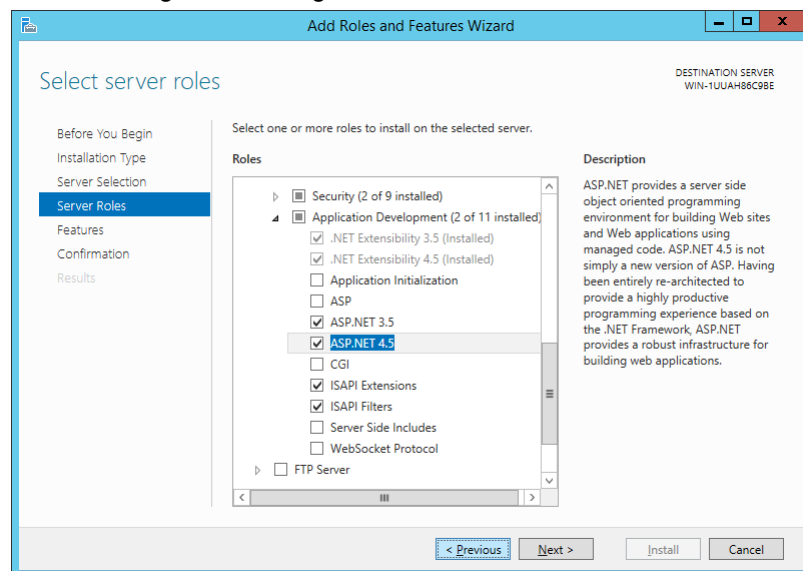 Add Roles and Features Wizard
Select server roles
DESTINATION SERVER
WIN-1UUAH86C9BE
Before You Begin
Installation Type
Server Selection
Server Roles
Features
Confirmation
Results
Select one or more roles to install on the selected server.
Roles
Security (2 of 9 installed)
Application Development (2 of 11 installed)
.NET Extensibility 3.5 (Installed)
.NET Extensibility 4.5 (Installed)
Application Initialization
ASP
ASP.NET 3.5
ASP.NET 4.5
CGI
ISAPI Extensions
ISAPI Filters
Server Side Includes
WebSocket Protocol
FTP Server
Description
ASP.NET provides a server side
object oriented programming
environment for building Web sites
and Web applications using
managed code. ASP.NET 4.5 is not
simply a new version of ASP. Having
been entirely re-architected to
provide a highly productive
programming experience based on
the .NET Framework, ASP.NET
provides a robust infrastructure for
building web applications.
< Previous
Next >
Install
Cancel